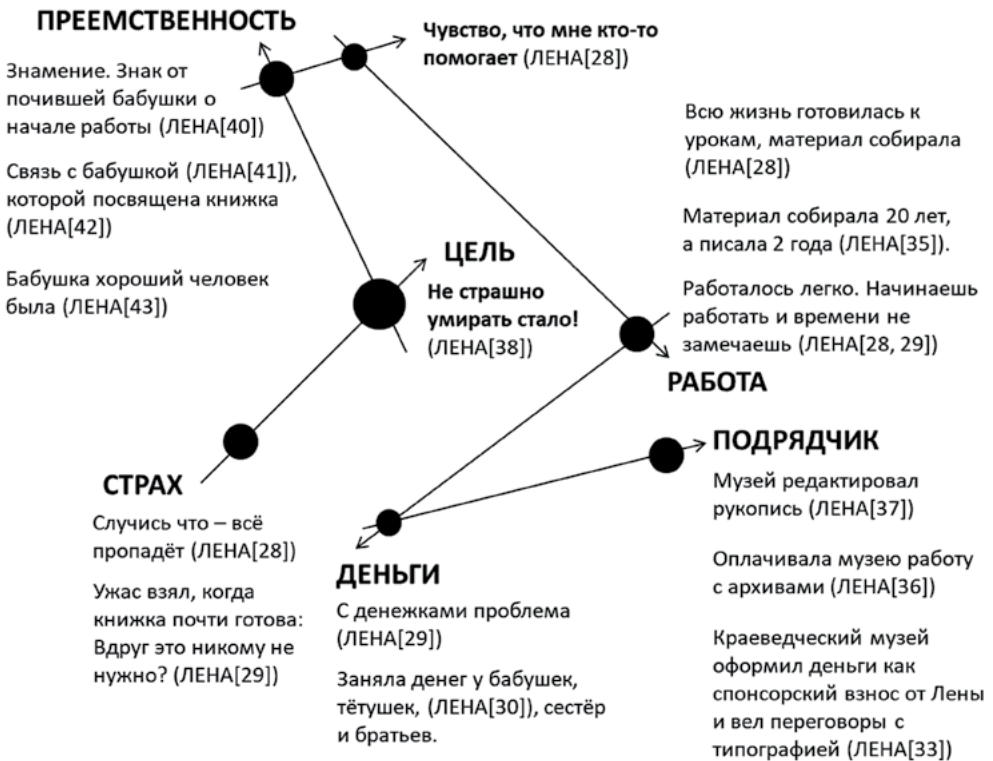 ПРЕЕМСТВЕННОСТЬ
Знамение. Знак от
почившей бабушки о
начале работы (ЛЕНА[40])
Связь с бабушкой (ЛЕНА[41]),
которой посвящена книжка
(ЛЕНА[42])
Бабушка хороший человек
была (ЛЕНА[43])
Чувство, что мне кто-то
помогает (ЛЕНА[28])
ЦЕЛЬ
Не страшно
умирать стало!
(ЛЕНА[38])
Всю жизнь готовилась к
урокам, материал собирала
(ЛЕНА[28])
Материал собирала 20 лет,
а писала 2 года (ЛЕНА[35]).
Работалось легко. Начинаешь
работать и времени не
замечаешь (ЛЕНА[28, 29])
РАБОТА
СТРАХ
Случись что – всё
пропадёт (ЛЕНА[28])
Ужас взял, когда
книжка почти готова:
Вдруг это никому не
нужно? (ЛЕНА[29])
ДЕНЬГИ
С денежками проблема
(ЛЕНА[29])
Заняла денег у бабушек,
тётушек, (ЛЕНА[30]), сестёр
и братьев.
ПОДРЯДЧИК
Музей редактировал
рукопись (ЛЕНА[37])
Оплачивала музею работу
с архивами (ЛЕНА[36])
Краеведческий музей
оформил деньги как
спонсорский взнос от Лены
и вел переговоры с
типографией (ЛЕНА[33])